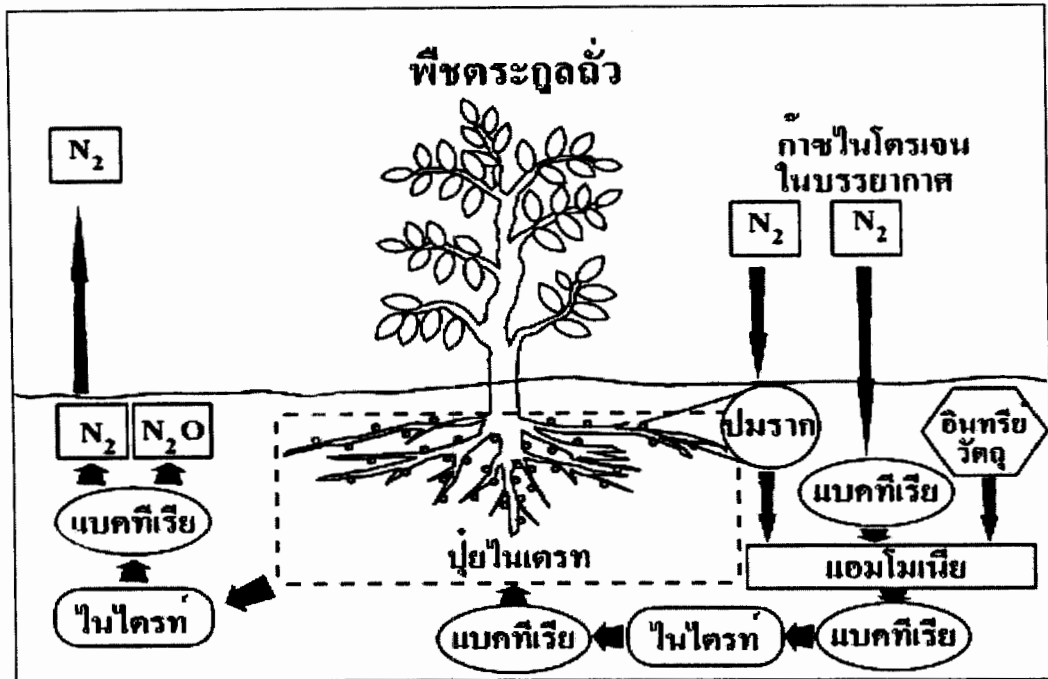 พืชตระกูลถั่ว
N₂
ก๊าซไนโตรเจน
ในบรรยากาศ
N₂ N₂
N₂ N₂O
ปมราก
อินทรีย์
วัตถุ
แบคทีเรีย
แบคทีเรีย
ปุ๋ยไนเตรท
แอมโมเนีย
ไนไตรท์
แบคทีเรีย
ไนไตรท์
แบคทีเรีย